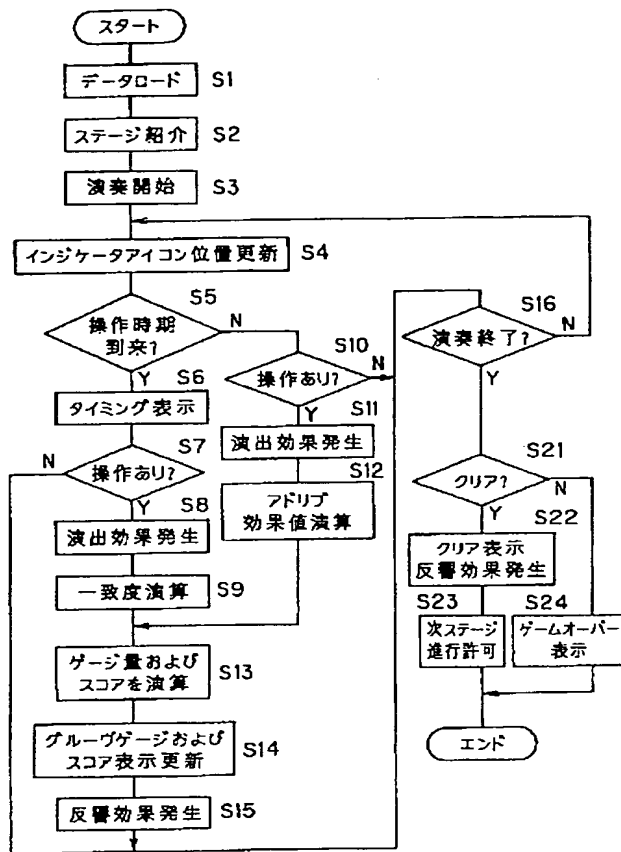 スタート
データロード S1
ステージ紹介 S2
演奏開始 S3
インジケータアイコン位置更新 S4
S5
操作時期
到来?
N
Y
S6
タイミング表示
S7
操作あり?
N
Y
S8
演出効果発生
一致度演算 S9
S10
操作あり?
N
Y
S11
演出効果発生
S12
アドリブ
効果値演算
ゲージ量および
スコアを演算
S13
グルーヴゲージおよび
スコア表示更新
S14
反響効果発生 S15
S16
演奏終了?
N
Y
S21
クリア?
N
Y
S22
クリア表示
反響効果発生
S23
次ステージ
進行許可
S24
ゲームオーバー
表示
エンド